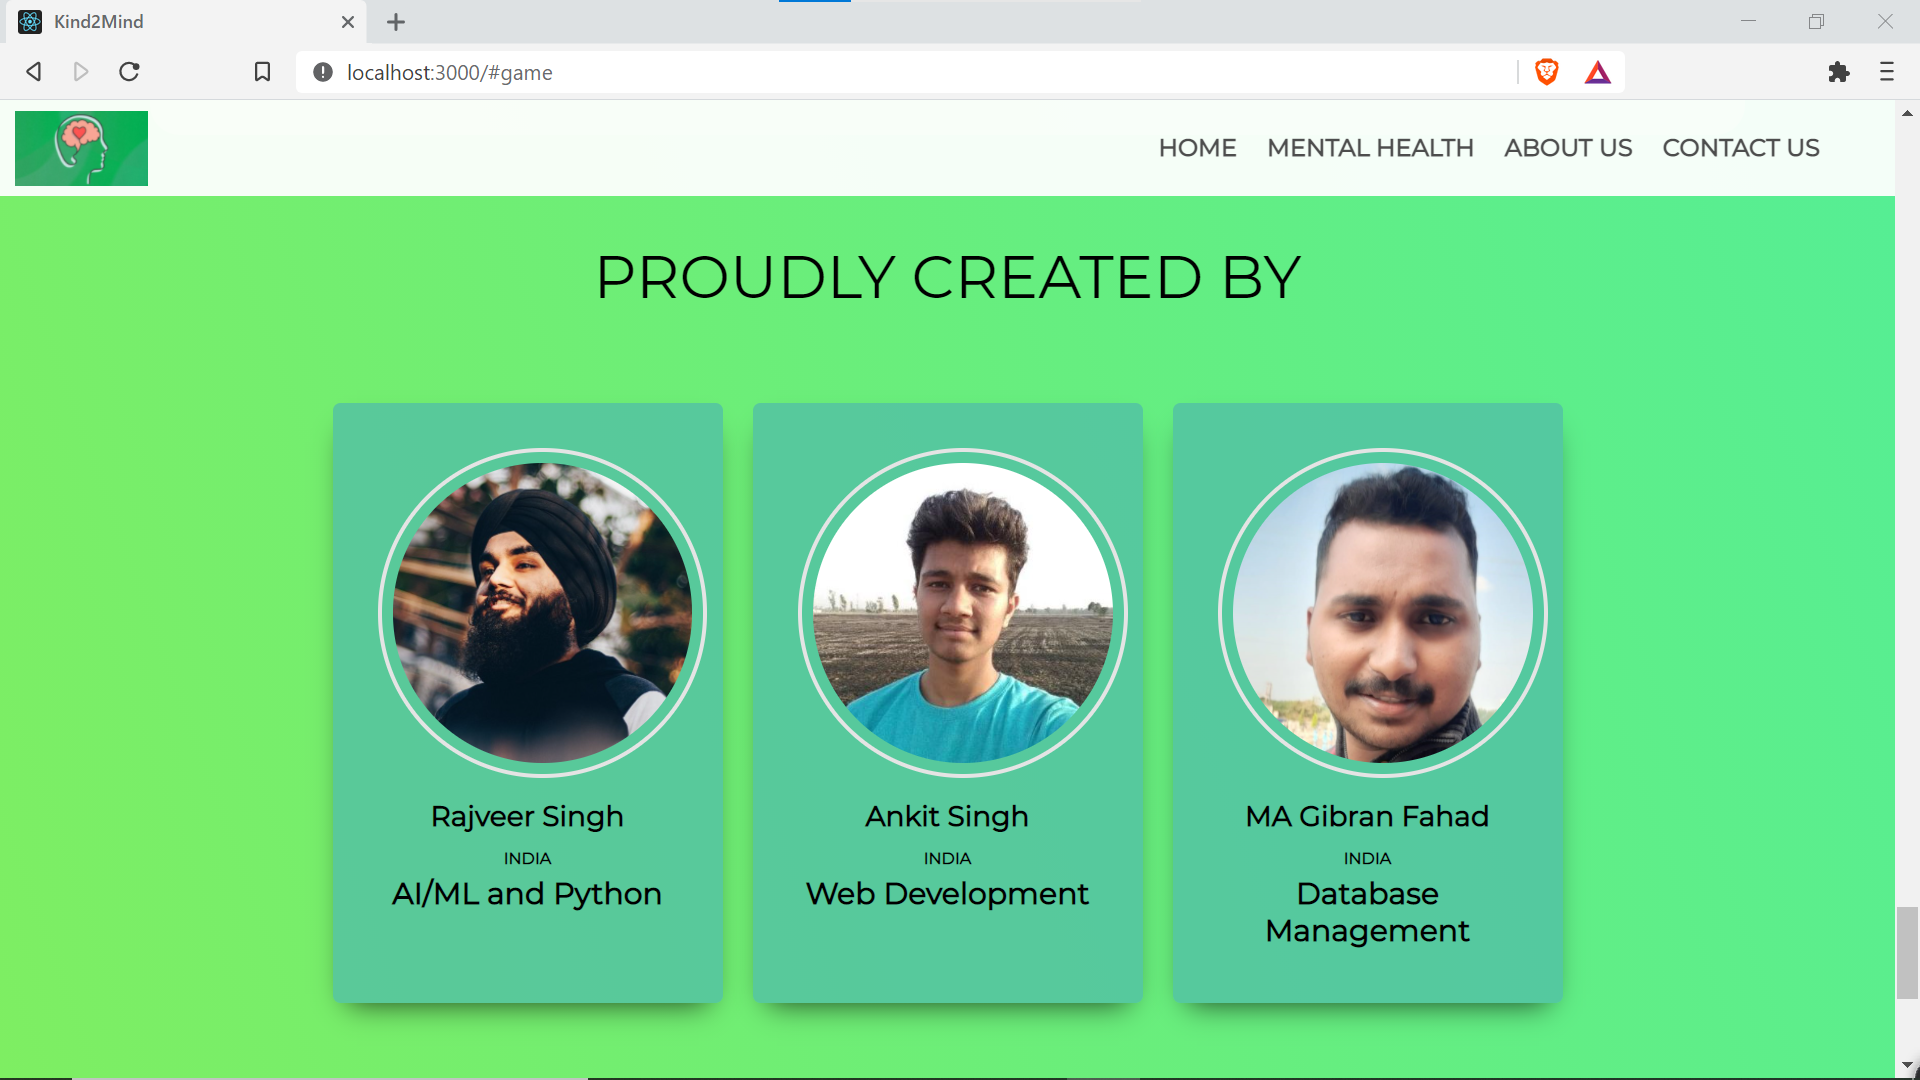 Kind2Mind
localhost:3000/#game
HOME MENTAL HEALTH ABOUT US CONTACT US
PROUDLY CREATED BY
Rajveer Singh
INDIA
AI/ML and Python
Ankit Singh
INDIA
Web Development
MA Gibran Fahad
INDIA
Database
Management